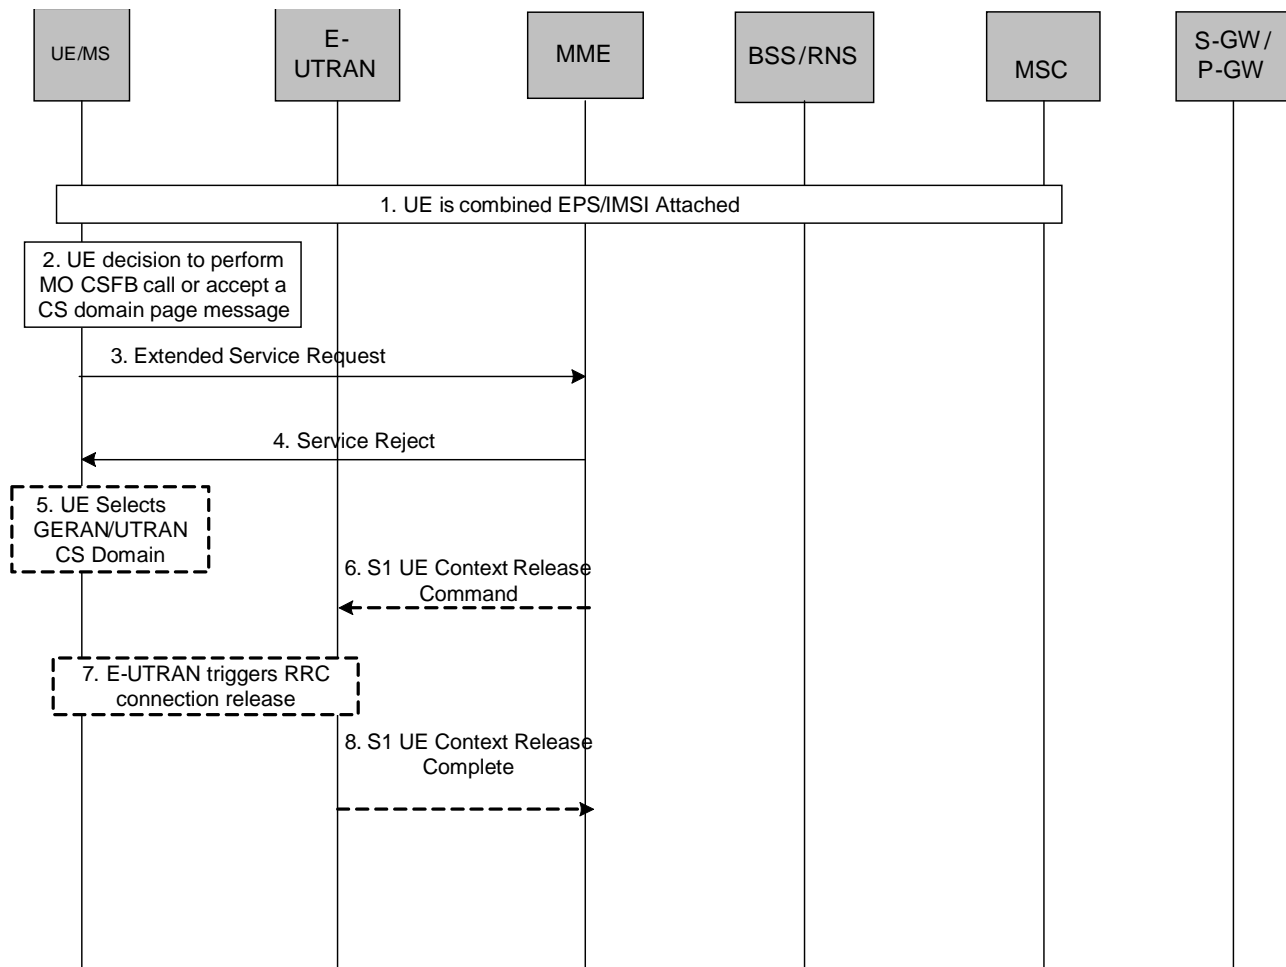 UE/MS
E-
UTRAN
MME
BSS/RNS
MSC
S-GW/
P-GW
1. UE is combined EPS/IMSI Attached
2. UE decision to perform
MO CSFB call or accept a
CS domain page message
3. Extended Service Request
4. Service Reject
5. UE Selects
GERAN/UTRAN
CS Domain
6. S1 UE Context Release
Command
7. E-UTRAN triggers RRC
connection release
8. S1 UE Context Release
Complete